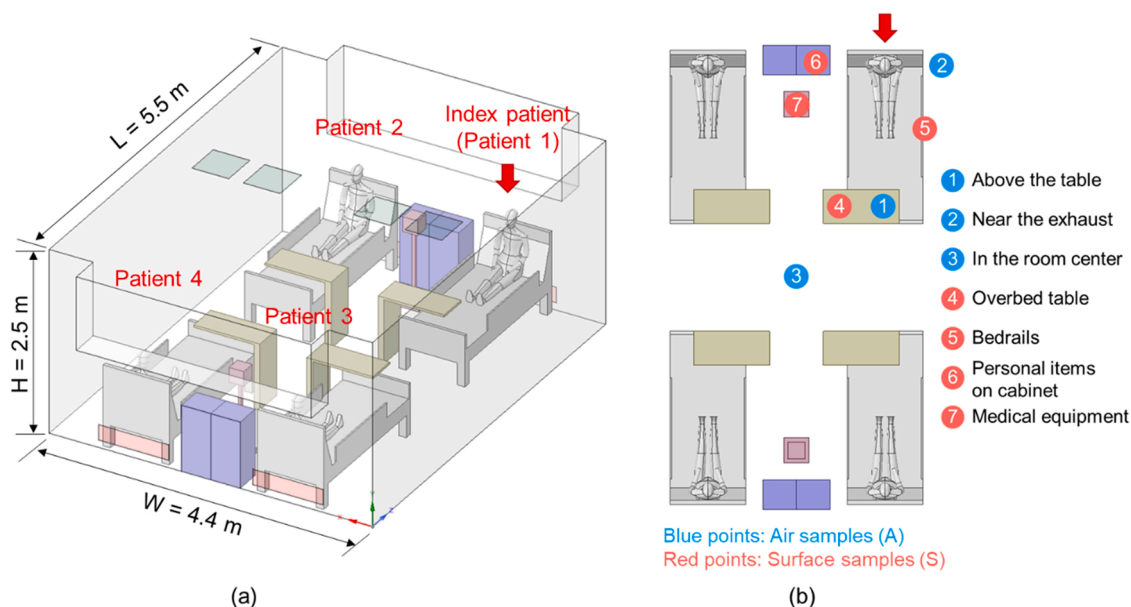 L = 5.5 m
Patient 2
Index patient
(Patient 1)
Patient 4
Patient 3
H = 2.5 m
W = 4.4 m
x
Y
z
(a)
6
2
7
5
4
1
3
1 Above the table
2 Near the exhaust
3 In the room center
4 Overbed table
5 Bedrails
6 Personal items
on cabinet
7 Medical equipment
Blue points: Air samples (A)
Red points: Surface samples (S)
(b)